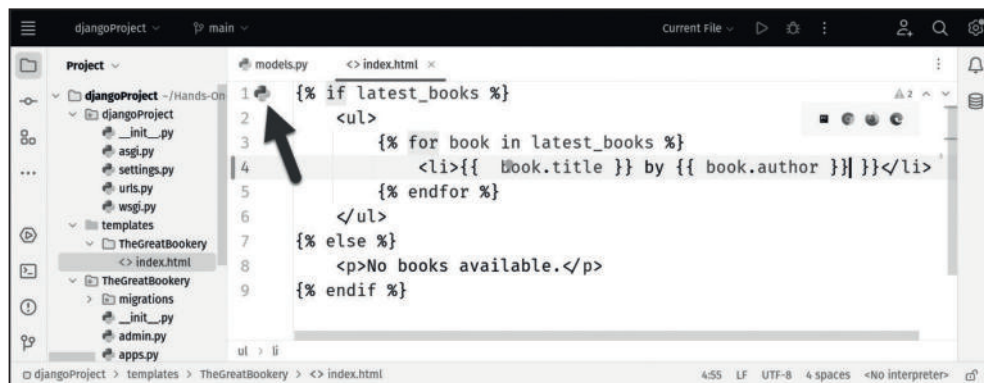 djangoProject main Current File
Project
models.py <> index.html ×
djangoProject ~/Hands-On
djangoProject
__init__.py
asgi.py
settings.py
urls.py
wsgi.py
templates
TheGreatBookery
<> index.html
TheGreatBookery
migrations
__init__.py
admin.py
apps.py
1 {% if latest_books %}
2 <ul>
3 {% for book in latest_books %}
4 <li>{{ book.title }} by {{ book.author }} }}</li>
5 {% endfor %}
6 </ul>
7 {% else %}
8 <p>No books available.</p>
9 {% endif %}
2
ul > li
djangoProject > templates > TheGreatBookery > <> index.html 4:55 LF UTF-8 4 spaces <No interpreter>